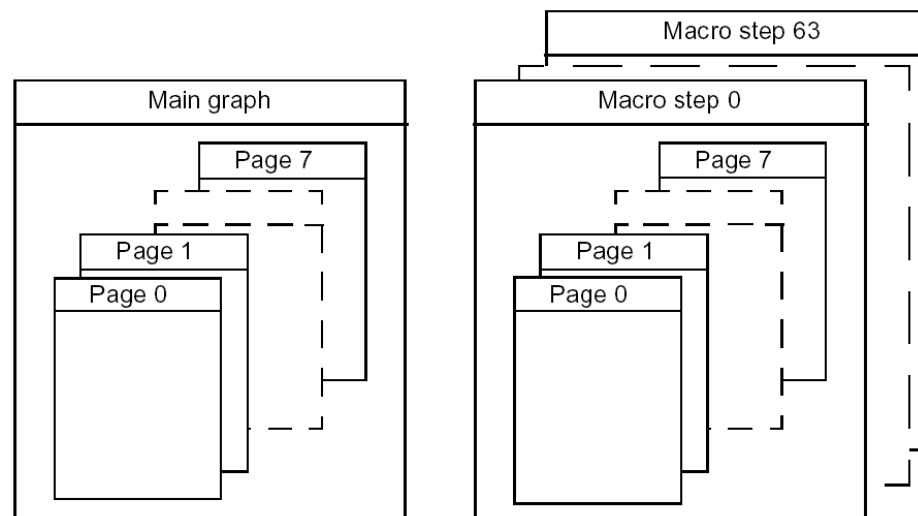 Macro step 63
Main graph
Macro step 0
Page 7
Page 7
Page 1
Page 1
Page 0
Page 0